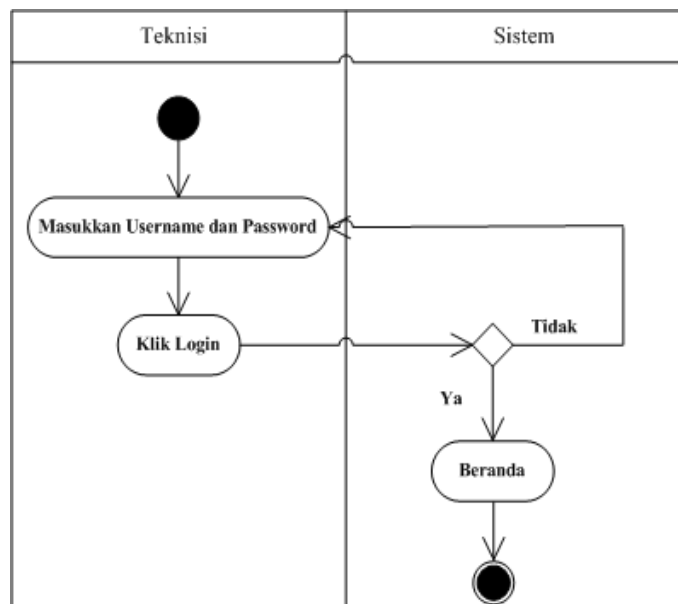 Teknisi
Sistem
Masukkan Username dan Password
Klik Login
Tidak
Ya
Beranda